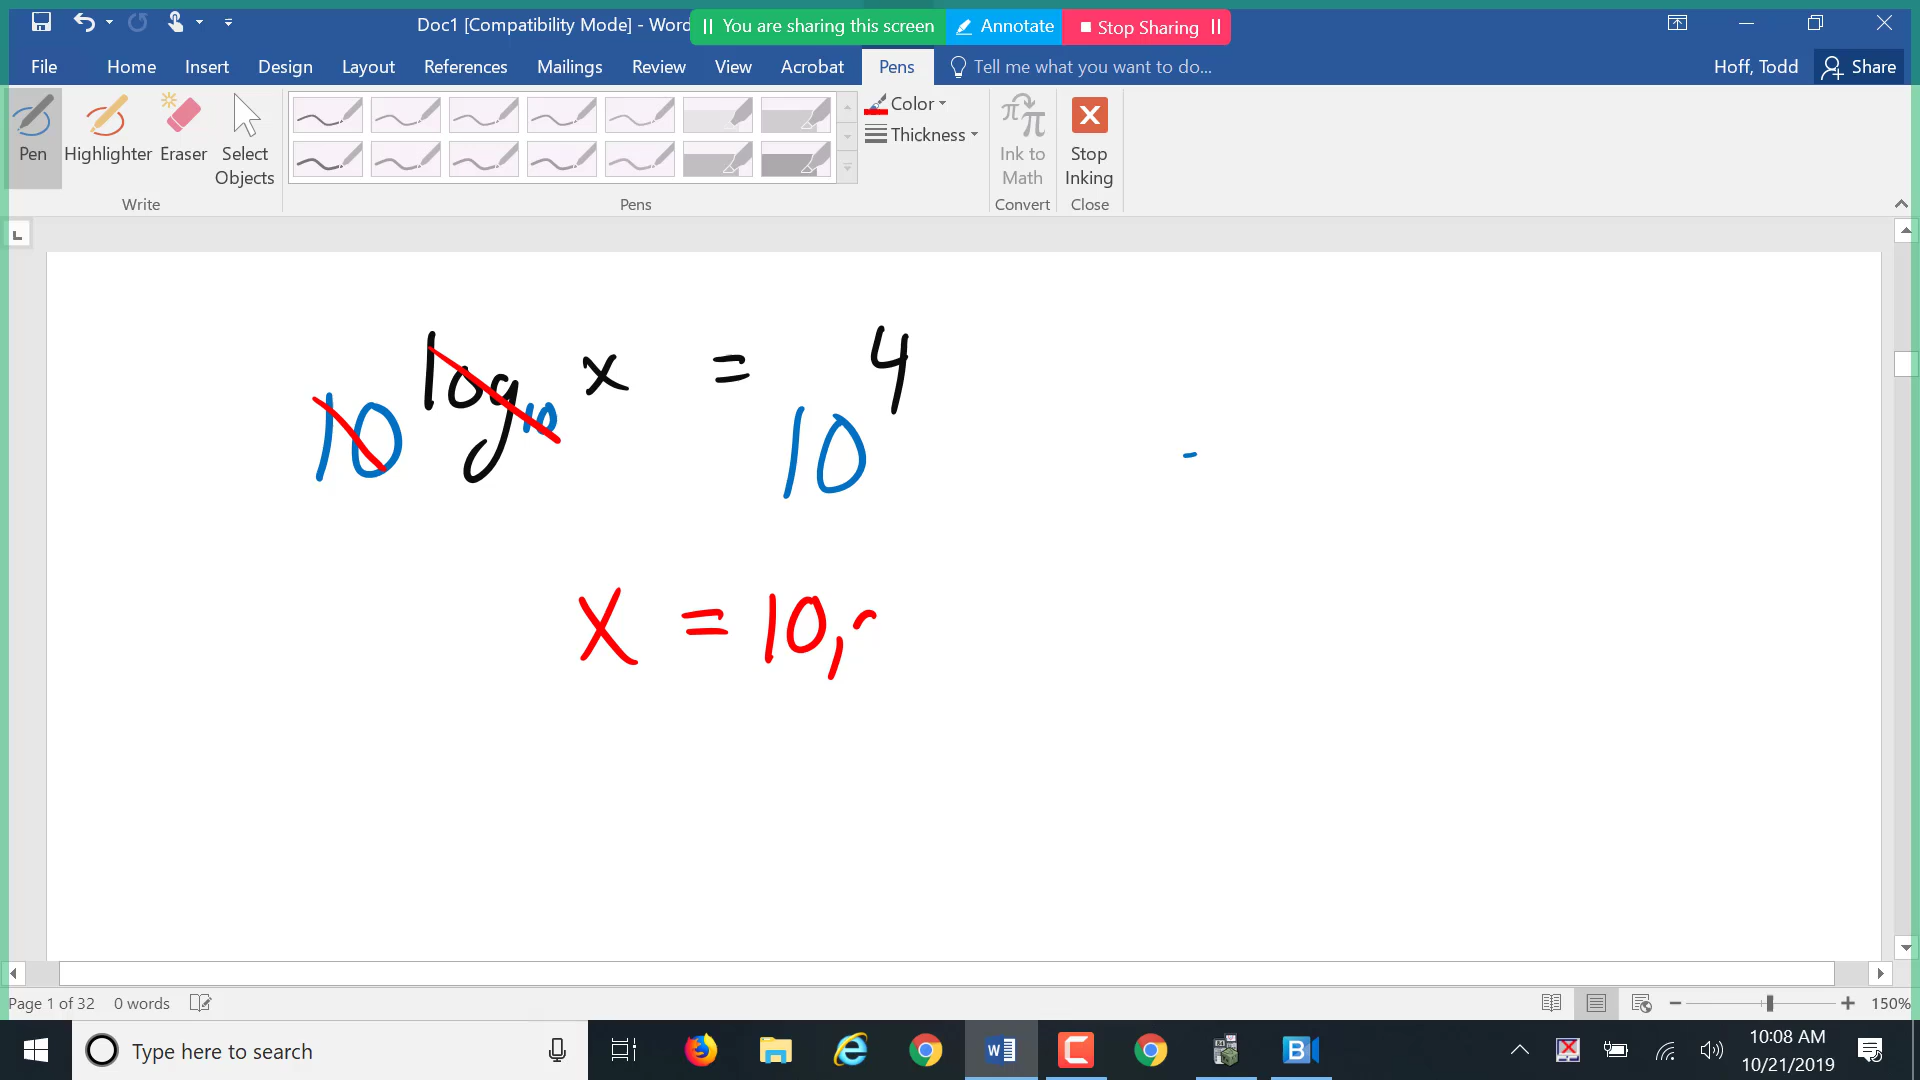 Doc1 [Compatibility Mode] - Word
You are sharing this screen
Annotate
Stop Sharing
File Home Insert Design Layout References Mailings Review View Acrobat Pens Tell me what you want to do... Hoff, Todd Share
Pen Highlighter Eraser Select Objects
Color
Thickness
Ink to Math
Stop Inking
Write Pens Convert Close
10 log10 x = 10 4
x = 10,
Page 1 of 32 0 words 150%
Type here to search
10:08 AM
10/21/2019